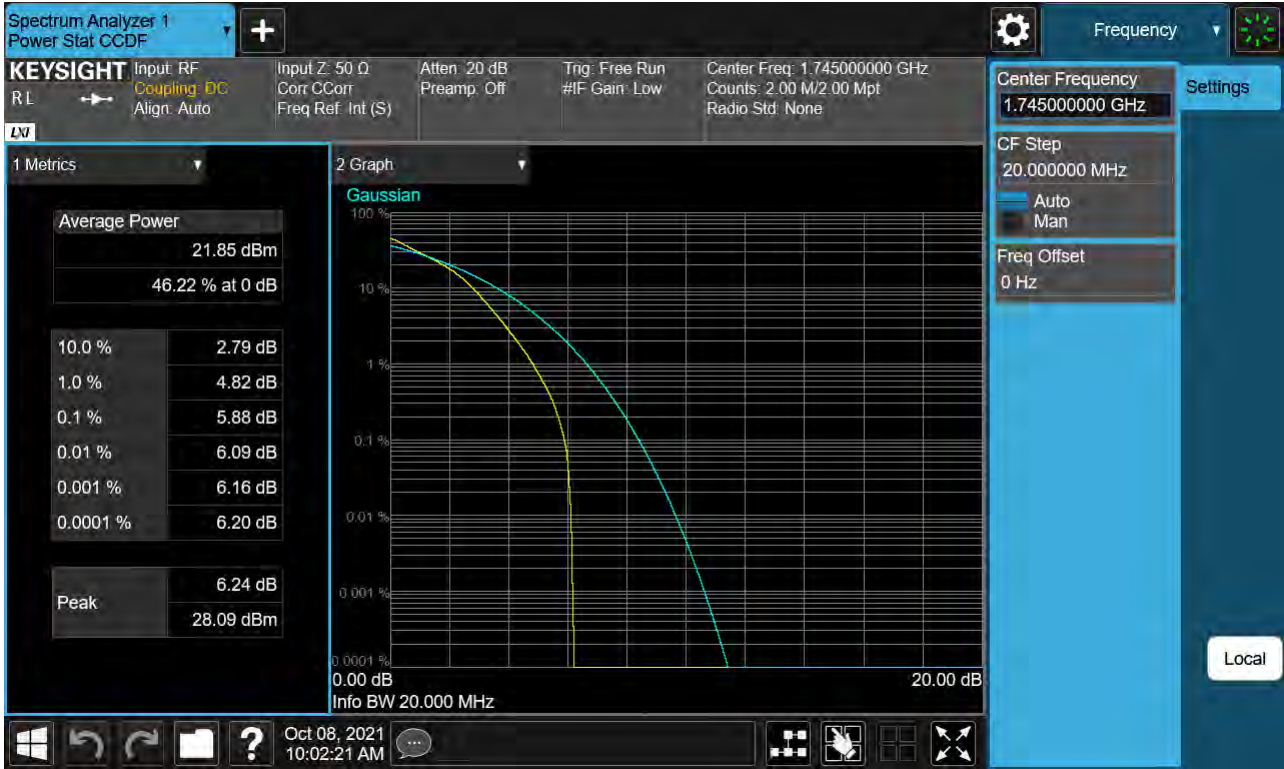 Spectrum Analyzer 1
Power Stat CCDF
Frequency
KEYSIGHT
RL
LXI
Input: RF
Coupling: DC
Align: Auto
Input Z: 50 Ω
Corr CCorr
Freq Ref: Int (S)
Atten: 20 dB
Preamp: Off
Trig: Free Run
#IF Gain: Low
Center Freq: 1.745000000 GHz
Counts: 2.00 M/2.00 Mpt
Radio Std: None
Center Frequency
1.745000000 GHz
Settings
CF Step
20.000000 MHz
Auto
Man
Freq Offset
0 Hz
Local
1 Metrics
Average Power
21.85 dBm
46.22 % at 0 dB
10.0 % 2.79 dB
1.0 % 4.82 dB
0.1 % 5.88 dB
0.01 % 6.09 dB
0.001 % 6.16 dB
0.0001 % 6.20 dB
Peak
6.24 dB
28.09 dBm
2 Graph
Gaussian
100 %
10 %
1 %
0.1 %
0.01 %
0.001 %
0.0001 %
0.00 dB 20.00 dB
Info BW 20.000 MHz
?
Oct 08, 2021
10:02:21 AM